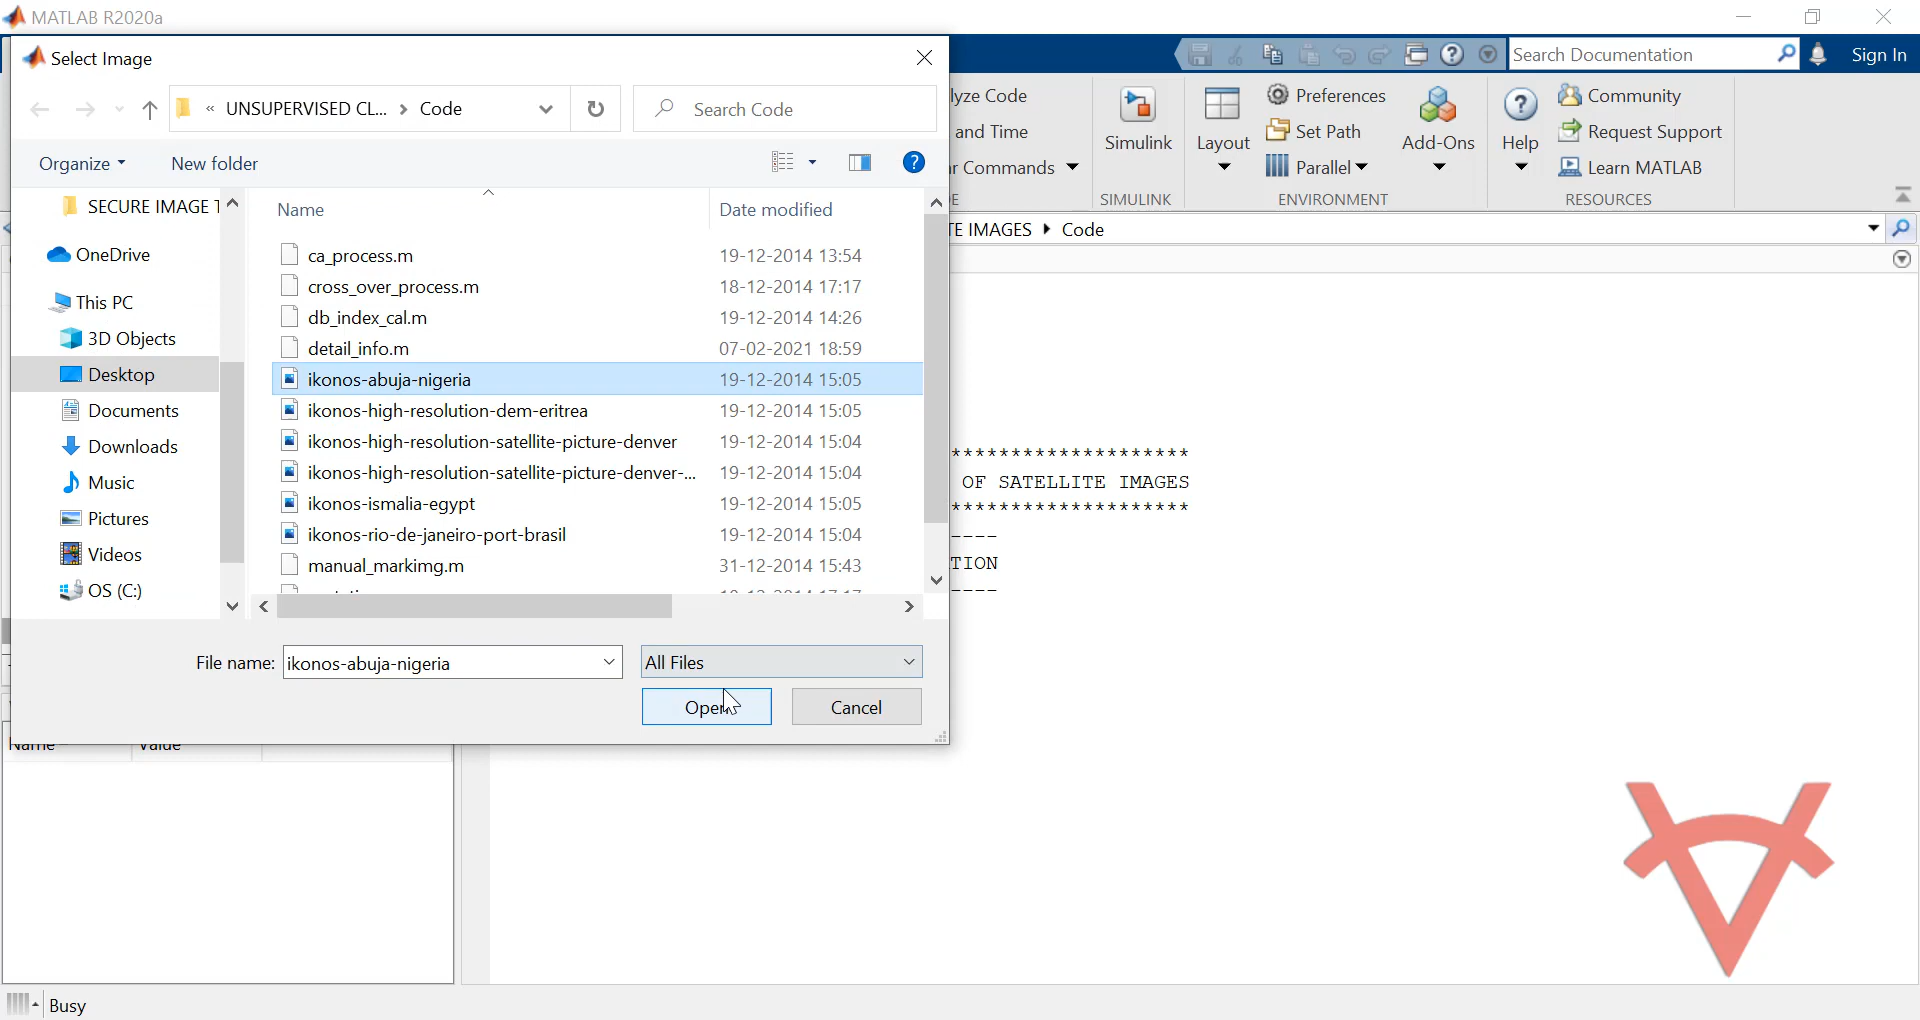 MATLAB R2020a
Select Image
Search Documentation
Sign In
« UNSUPERVISED CL... > Code
Search Code
Organize
New folder
lyze Code
and Time
r Commands
Simulink
SIMULINK
Layout
Preferences
Set Path
Parallel
Add-Ons
ENVIRONMENT
Help
Community
Request Support
Learn MATLAB
RESOURCES
E
TE IMAGES ▸ Code
SECURE IMAGE T
OneDrive
This PC
3D Objects
Desktop
Documents
Downloads
Music
Pictures
Videos
OS (C:)
Name Date modified
ca_process.m 19-12-2014 13:54
cross_over_process.m 18-12-2014 17:17
db_index_cal.m 19-12-2014 14:26
detail_info.m 07-02-2021 18:59
ikonos-abuja-nigeria 19-12-2014 15:05
ikonos-high-resolution-dem-eritrea 19-12-2014 15:05
ikonos-high-resolution-satellite-picture-denver 19-12-2014 15:04
ikonos-high-resolution-satellite-picture-denver-... 19-12-2014 15:04
ikonos-ismalia-egypt 19-12-2014 15:05
ikonos-rio-de-janeiro-port-brasil 19-12-2014 15:04
manual_markimg.m 31-12-2014 15:43
File name: ikonos-abuja-nigeria
All Files
Open
Cancel
********************
OF SATELLITE IMAGES
********************
----
TION
----
Name Value
Busy